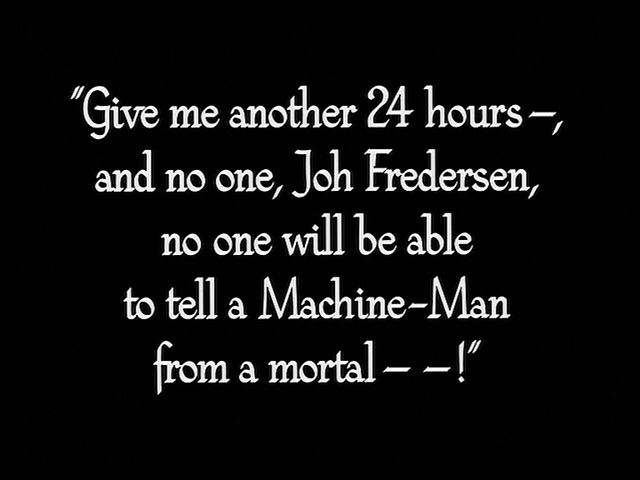 "Give me another 24 hours—,
and no one, Joh Fredersen,
no one will be able
to tell a Machine-Man
from a mortal— —!"